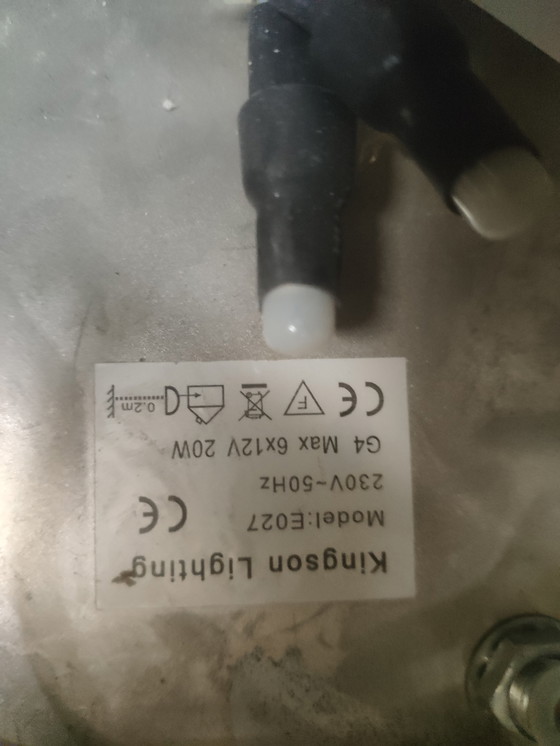 Kingson Lighting
Model:E027 CE
230V~50Hz
G4 Max 6x12V 20W
CE F 0.2m